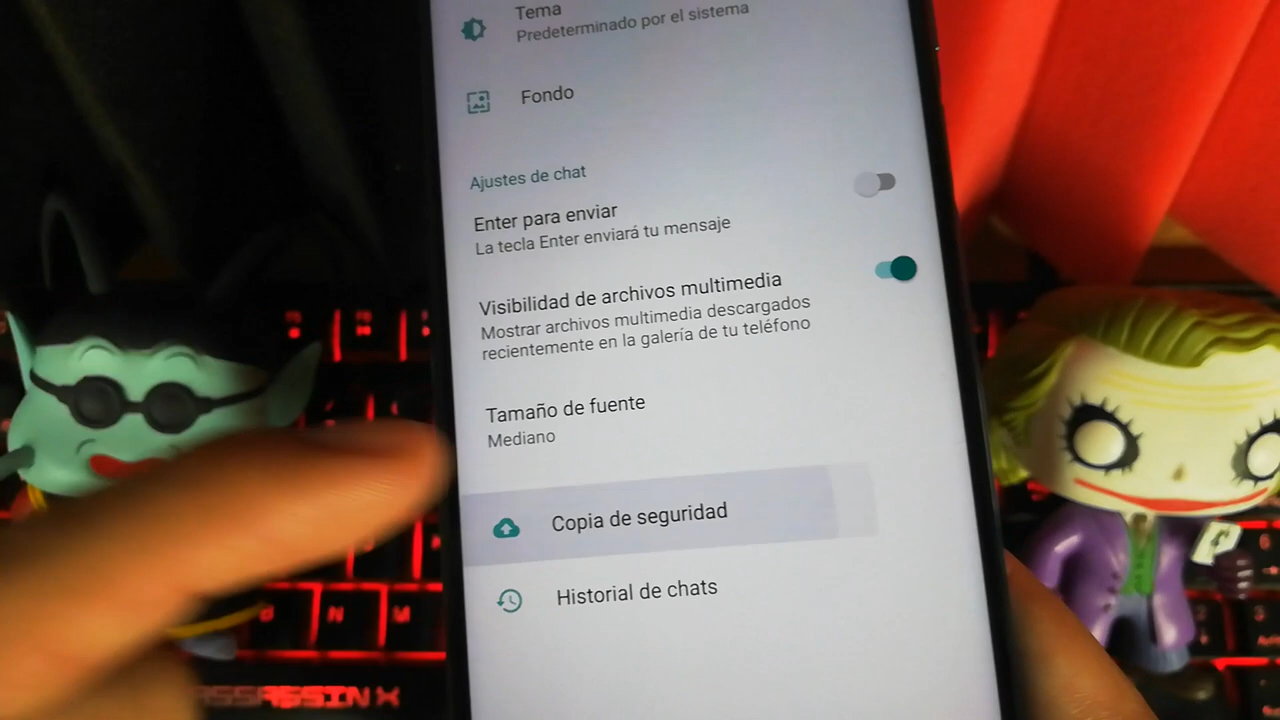 Tema
Predeterminado por el sistema
Fondo
Ajustes de chat
Enter para enviar
La tecla Enter enviará tu mensaje
Visibilidad de archivos multimedia
Mostrar archivos multimedia descargados
recientemente en la galería de tu teléfono
Tamaño de fuente
Mediano
Copia de seguridad
Historial de chats
N M